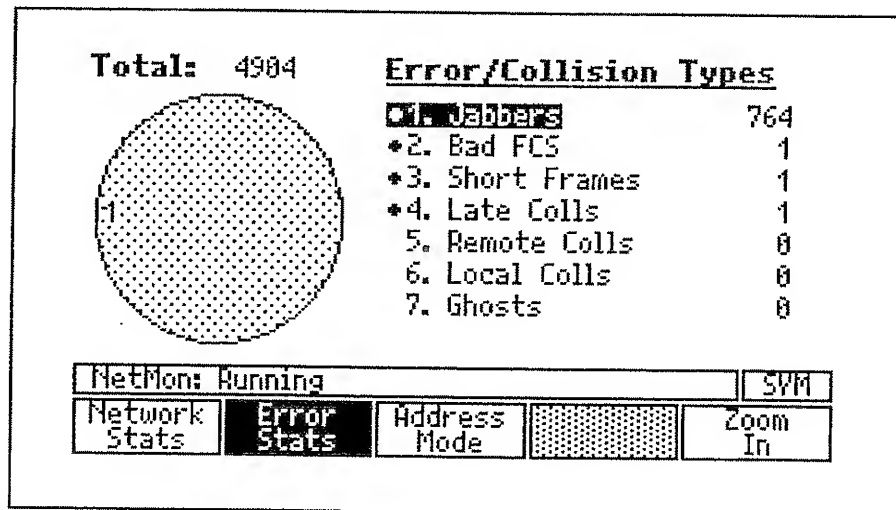 Total: 4904
Error/Collision Types
•1. Jabbers 764
•2. Bad FCS 1
•3. Short Frames 1
•4. Late Colls 1
5. Remote Colls 0
6. Local Colls 0
7. Ghosts 0
1
NetMon: Running SVM
Network Stats
Error Stats
Address Mode
Zoom In